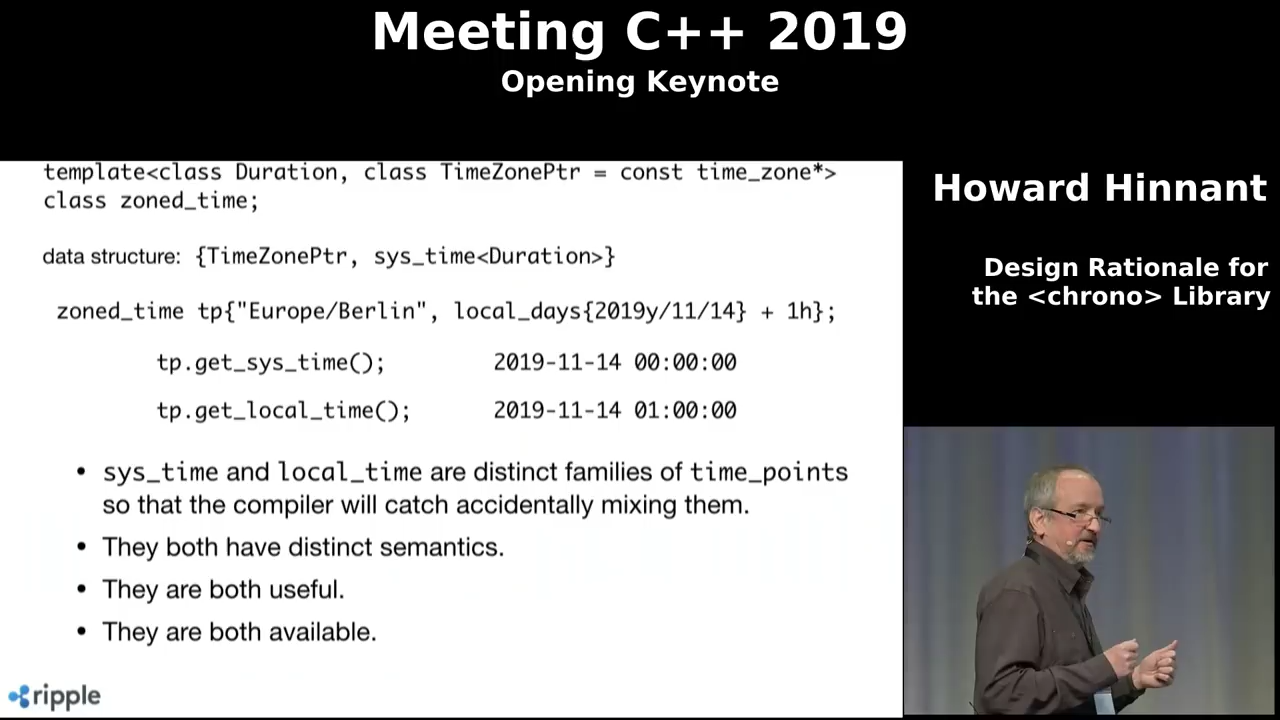 Meeting C++ 2019
Opening Keynote
template<class Duration, class TimeZonePtr = const time_zone*>
class zoned_time;
data structure: {TimeZonePtr, sys_time<Duration>}
zoned_time tp{"Europe/Berlin", local_days{2019y/11/14} + 1h};
tp.get_sys_time(); 2019-11-14 00:00:00
tp.get_local_time(); 2019-11-14 01:00:00
• sys_time and local_time are distinct families of time_points
so that the compiler will catch accidentally mixing them.
• They both have distinct semantics.
• They are both useful.
• They are both available.
ripple
Howard Hinnant
Design Rationale for
the <chrono> Library